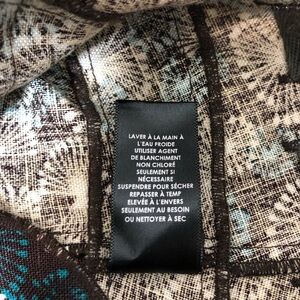 LAVER À LA MAIN À
L'EAU FROIDE
UTILISER AGENT
DE BLANCHIMENT
NON CHLORÉ
SEULEMENT SI
NÉCESSAIRE
SUSPENDRE POUR SÉCHER
REPASSER À TEMP
ELEVÉE À L'ENVERS
SEULEMENT AU BESOIN
OU NETTOYER À SEC